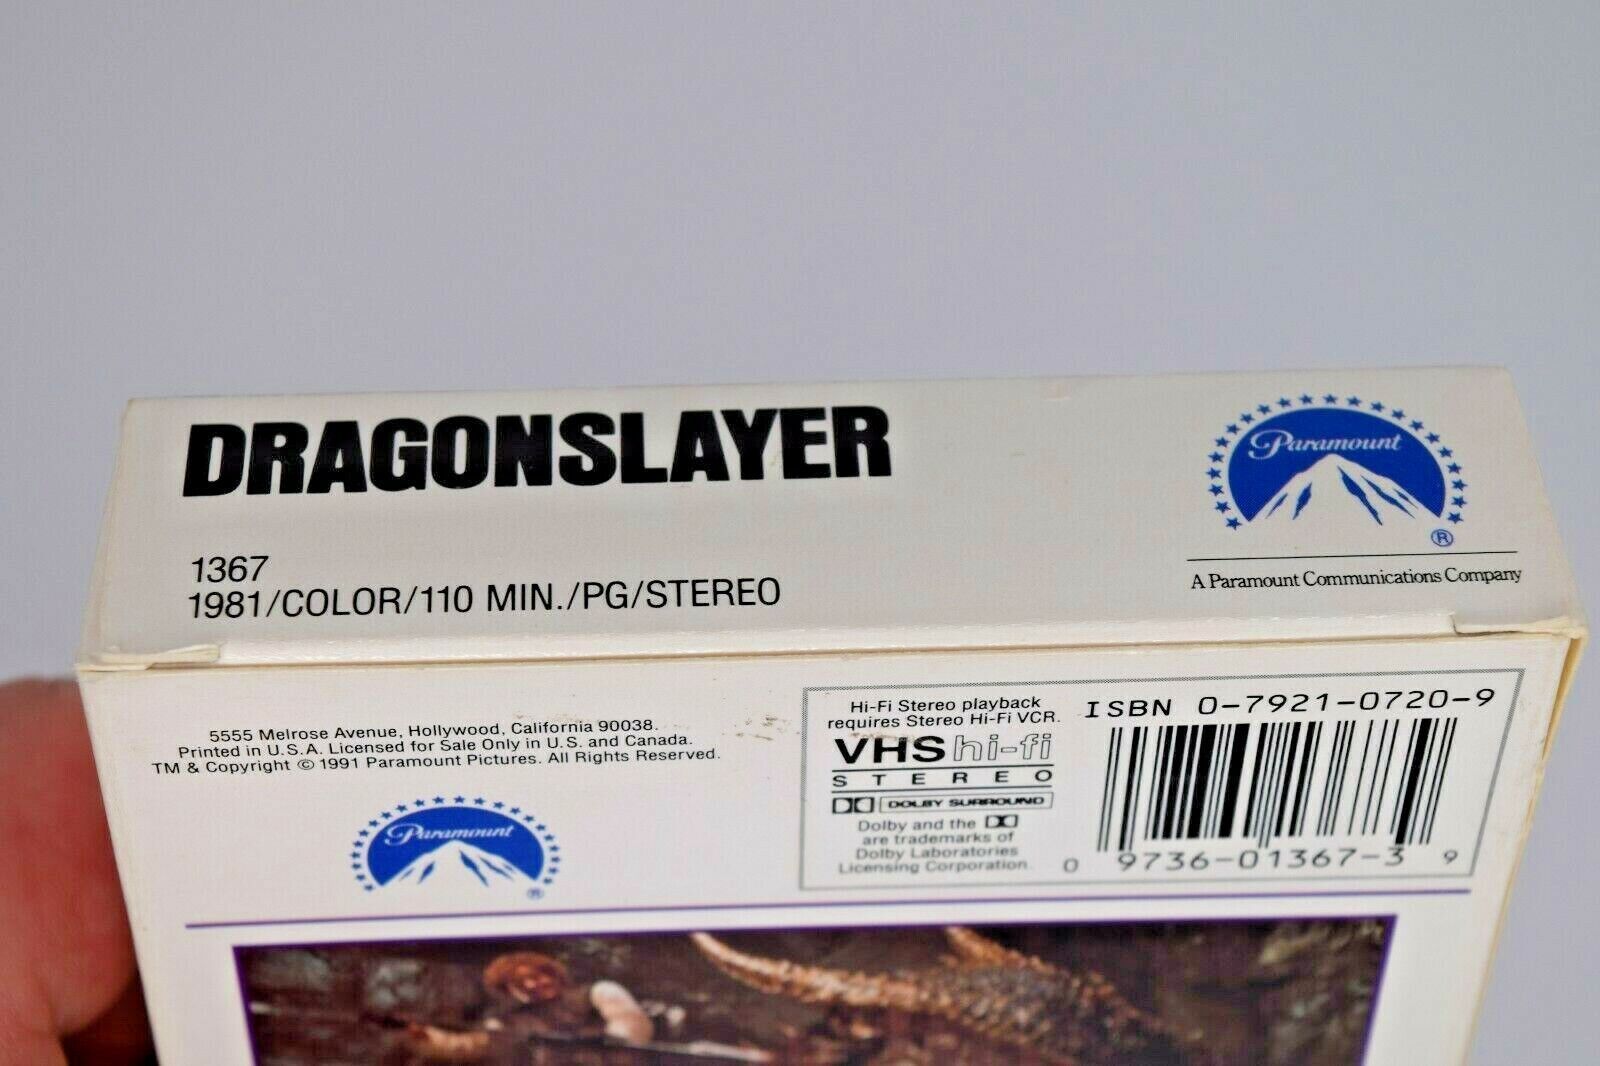 DRAGONSLAYER
1367
1981/COLOR/110 MIN./PG/STEREO
Paramount
®
A Paramount Communications Company
5555 Melrose Avenue, Hollywood, California 90038.
Printed in U.S.A. Licensed for Sale Only in U.S. and Canada.
TM & Copyright © 1991 Paramount Pictures. All Rights Reserved.
Paramount
®
Hi-Fi Stereo playback
requires Stereo Hi-Fi VCR.
VHS hi-fi
STEREO
DOLBY SURROUND
Dolby and the
are trademarks of
Dolby Laboratories
Licensing Corporation.
ISBN 0-7921-0720-9
0 9736-01367-3 9